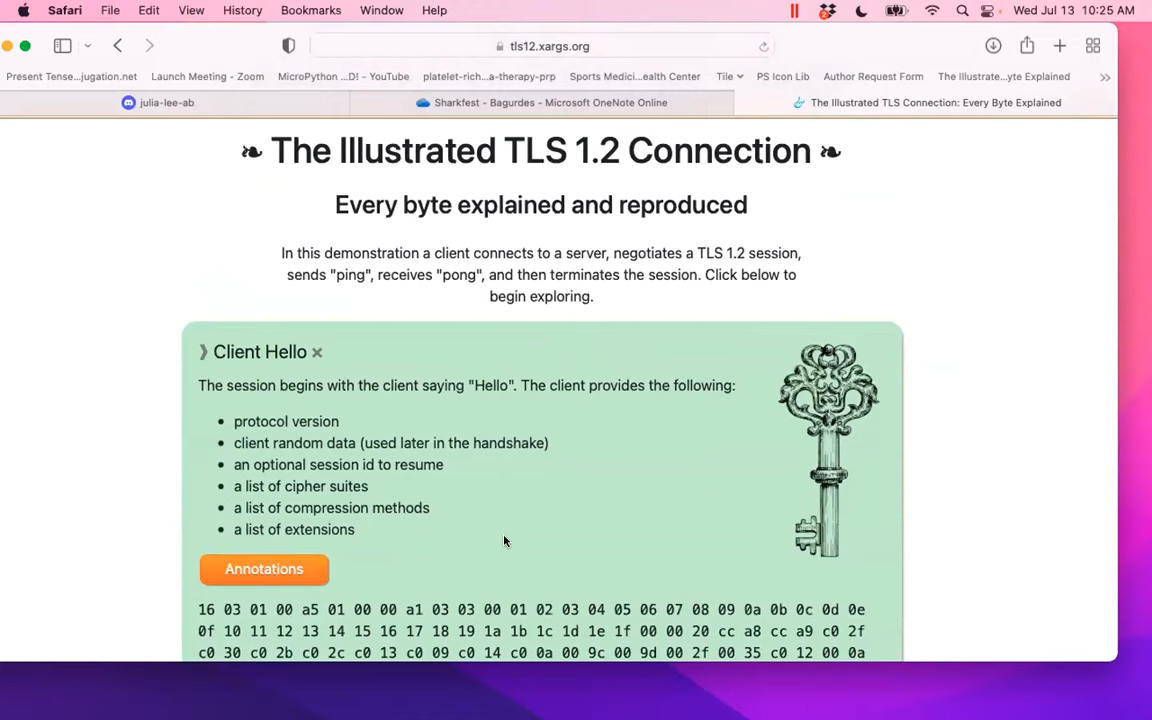 Safari File Edit View History Bookmarks Window Help Wed Jul 13 10:25 AM
tls12.xargs.org
Present Tense...jugation.net Launch Meeting - Zoom MicroPython ...D! - YouTube platelet-rich...a-therapy-prp Sports Medici...ealth Center Tile PS Icon Lib Author Request Form The Illustrate...yte Explained
julia-lee-ab Sharkfest - Bagurdes - Microsoft OneNote Online The Illustrated TLS Connection: Every Byte Explained
❧ The Illustrated TLS 1.2 Connection ❧
Every byte explained and reproduced
In this demonstration a client connects to a server, negotiates a TLS 1.2 session,
sends "ping", receives "pong", and then terminates the session. Click below to
begin exploring.
Client Hello ×
The session begins with the client saying "Hello". The client provides the following:
• protocol version
• client random data (used later in the handshake)
• an optional session id to resume
• a list of cipher suites
• a list of compression methods
• a list of extensions
Annotations
16 03 01 00 a5 01 00 00 a1 03 03 00 01 02 03 04 05 06 07 08 09 0a 0b 0c 0d 0e
0f 10 11 12 13 14 15 16 17 18 19 1a 1b 1c 1d 1e 1f 00 00 20 cc a8 cc a9 c0 2f
c0 30 c0 2b c0 2c c0 13 c0 09 c0 14 c0 0a 00 9c 00 9d 00 2f 00 35 c0 12 00 0a